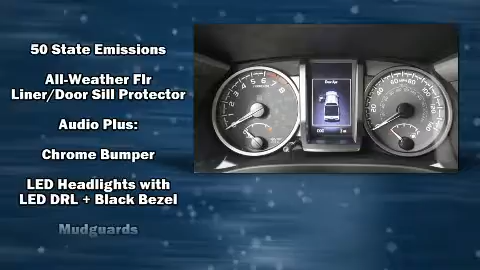 50 State Emissions
All-Weather Flr
Liner/Door Sill Protector
Audio Plus:
Chrome Bumper
LED Headlights with
LED DRL + Black Bezel
Mudguards